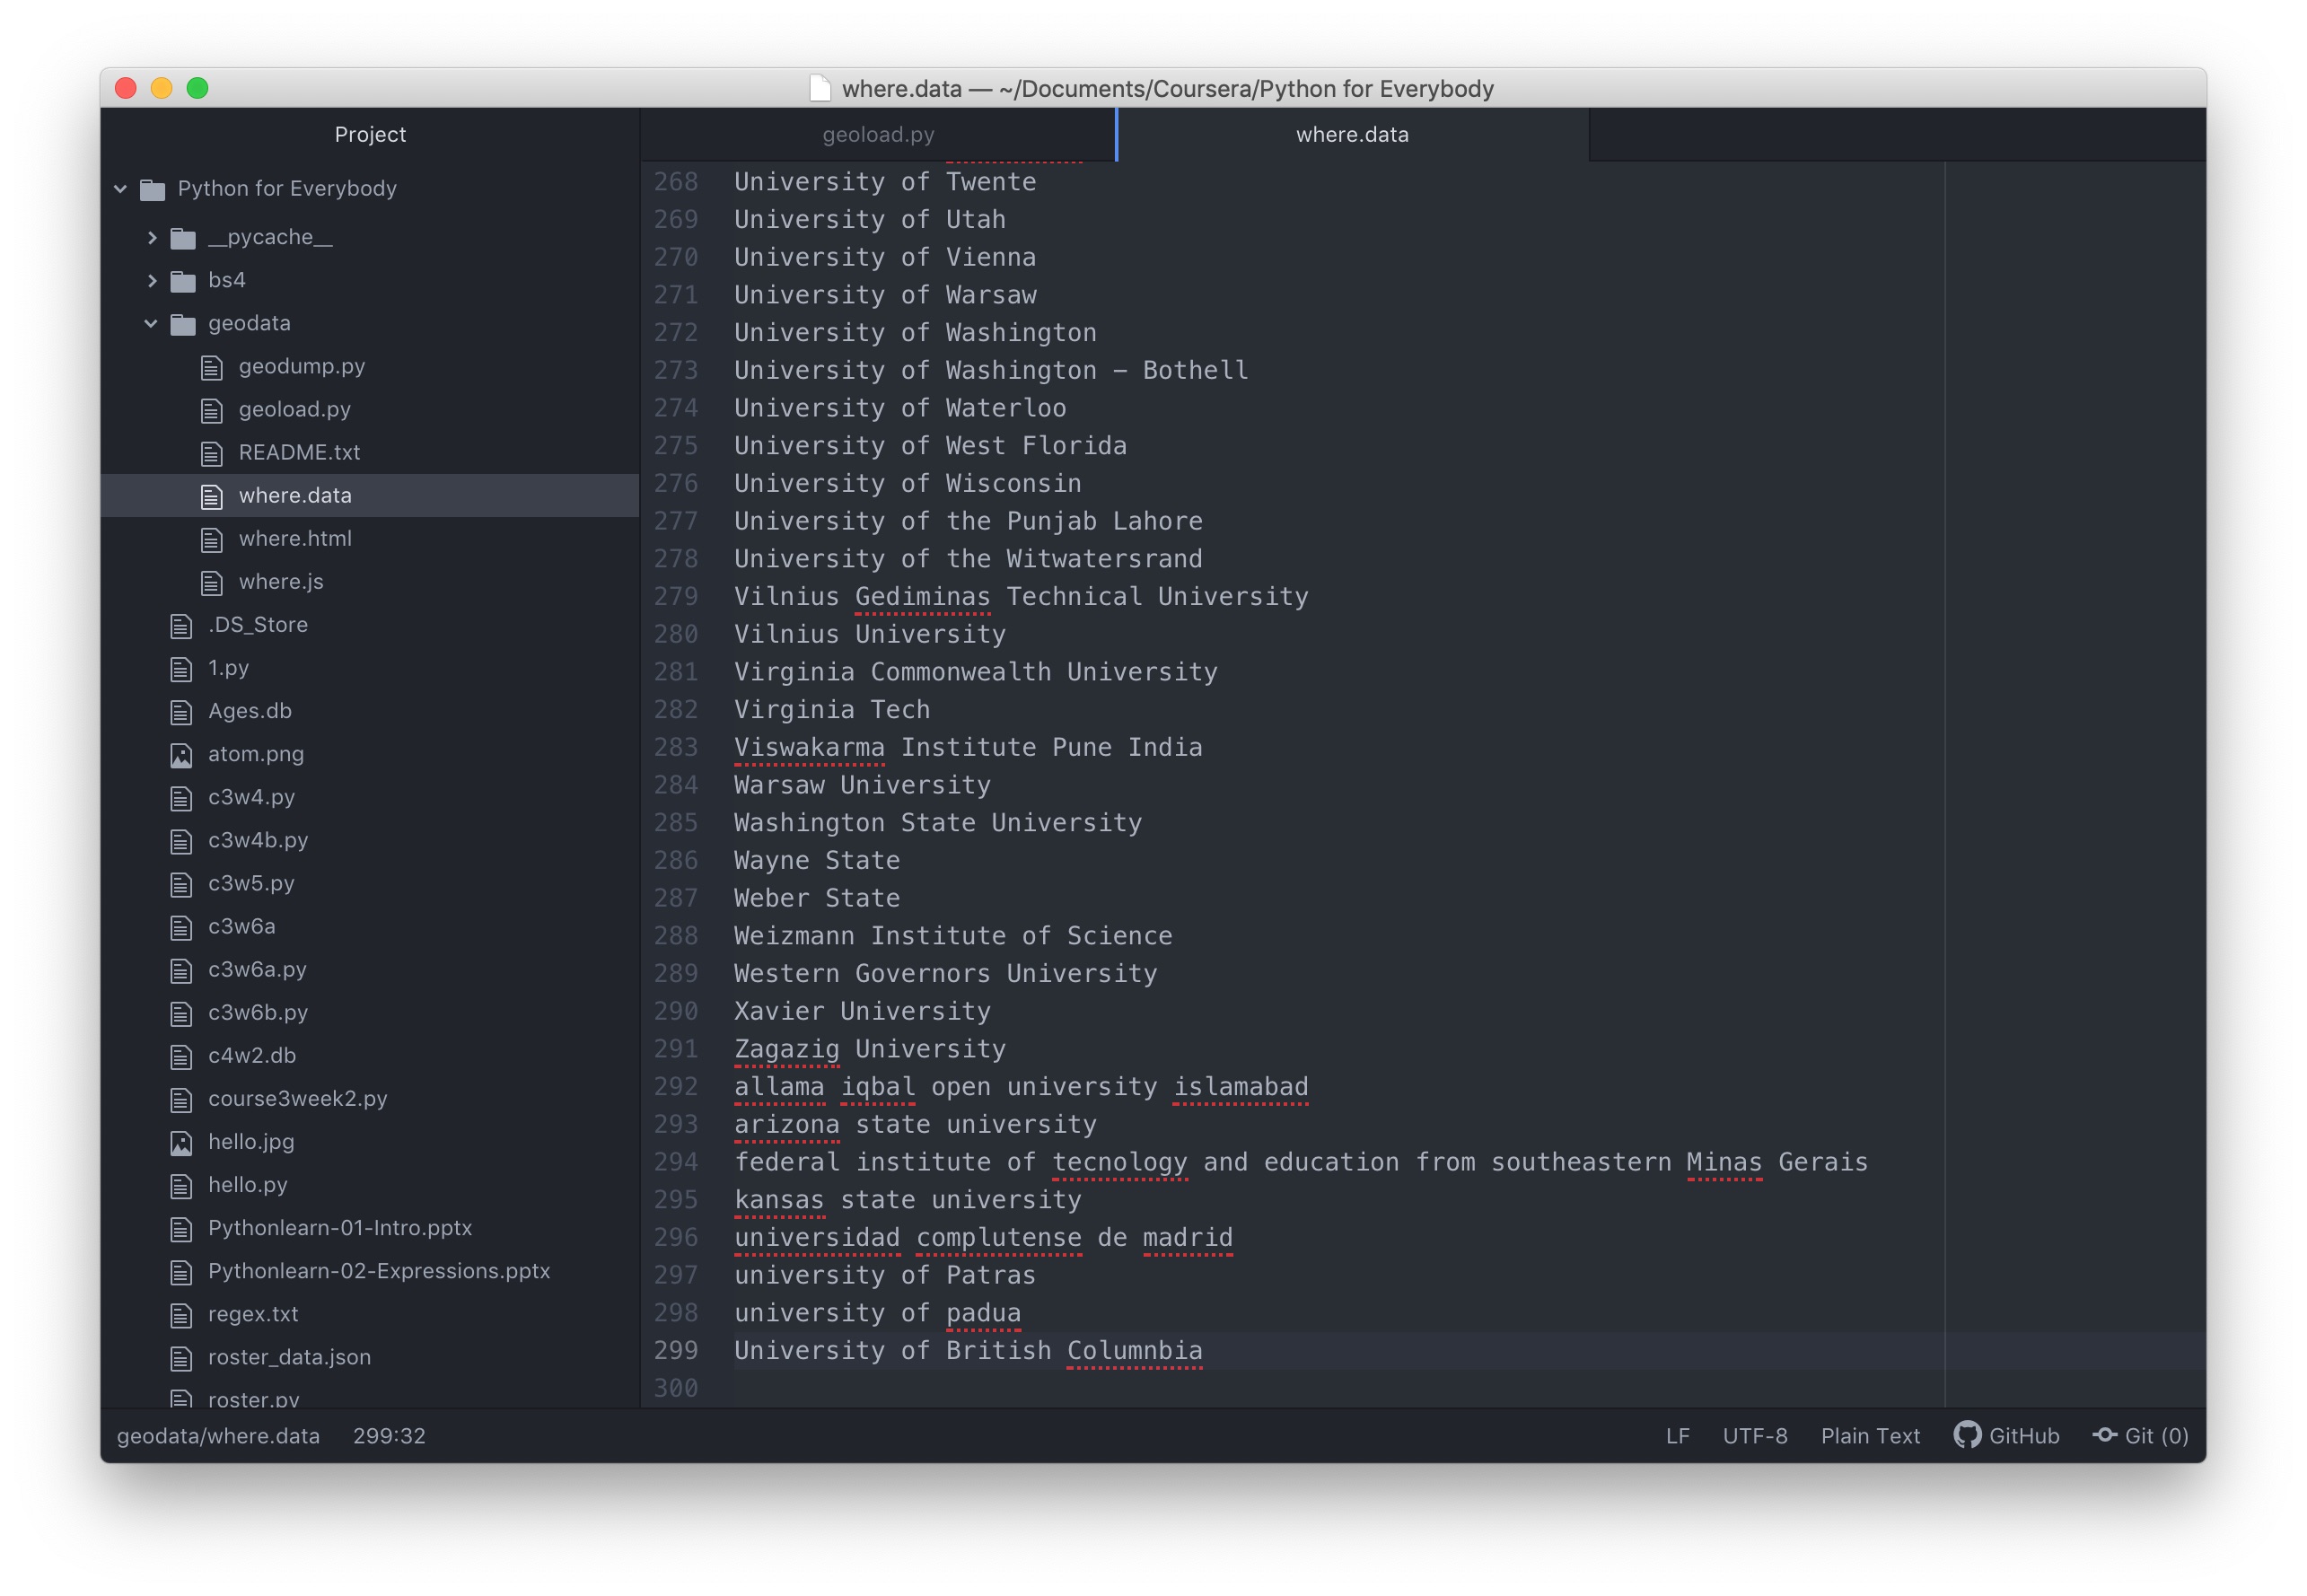 where.data — ~/Documents/Coursera/Python for Everybody
Project
geoload.py
where.data
Python for Everybody
__pycache__
bs4
geodata
geodump.py
geoload.py
README.txt
where.data
where.html
where.js
.DS_Store
1.py
Ages.db
atom.png
c3w4.py
c3w4b.py
c3w5.py
c3w6a
c3w6a.py
c3w6b.py
c4w2.db
course3week2.py
hello.jpg
hello.py
Pythonlearn-01-Intro.pptx
Pythonlearn-02-Expressions.pptx
regex.txt
roster_data.json
roster.py
268 University of Twente
269 University of Utah
270 University of Vienna
271 University of Warsaw
272 University of Washington
273 University of Washington – Bothell
274 University of Waterloo
275 University of West Florida
276 University of Wisconsin
277 University of the Punjab Lahore
278 University of the Witwatersrand
279 Vilnius Gediminas Technical University
280 Vilnius University
281 Virginia Commonwealth University
282 Virginia Tech
283 Viswakarma Institute Pune India
284 Warsaw University
285 Washington State University
286 Wayne State
287 Weber State
288 Weizmann Institute of Science
289 Western Governors University
290 Xavier University
291 Zagazig University
292 allama iqbal open university islamabad
293 arizona state university
294 federal institute of tecnology and education from southeastern Minas Gerais
295 kansas state university
296 universidad complutense de madrid
297 university of Patras
298 university of padua
299 University of British Columnbia
300
geodata/where.data 299:32 LF UTF-8 Plain Text GitHub Git (0)